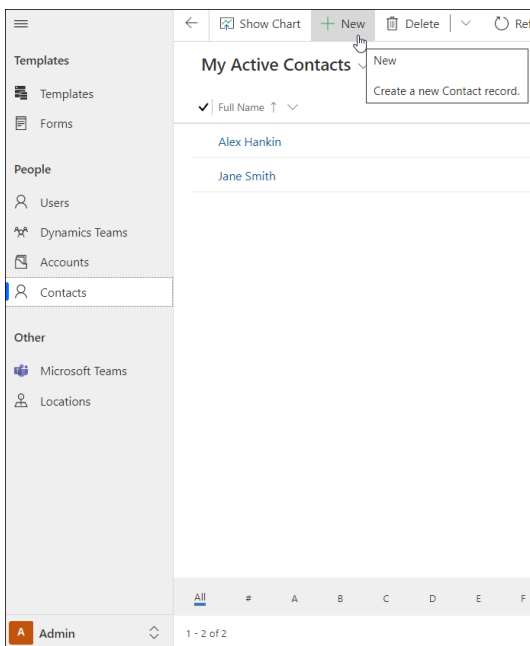 Show Chart
New
Delete
Ref
Templates
Templates
Forms
People
Users
Dynamics Teams
Accounts
Contacts
Other
Microsoft Teams
Locations
A Admin
My Active Contacts
New
Create a new Contact record.
Full Name
Alex Hankin
Jane Smith
All # A B C D E F
1 - 2 of 2